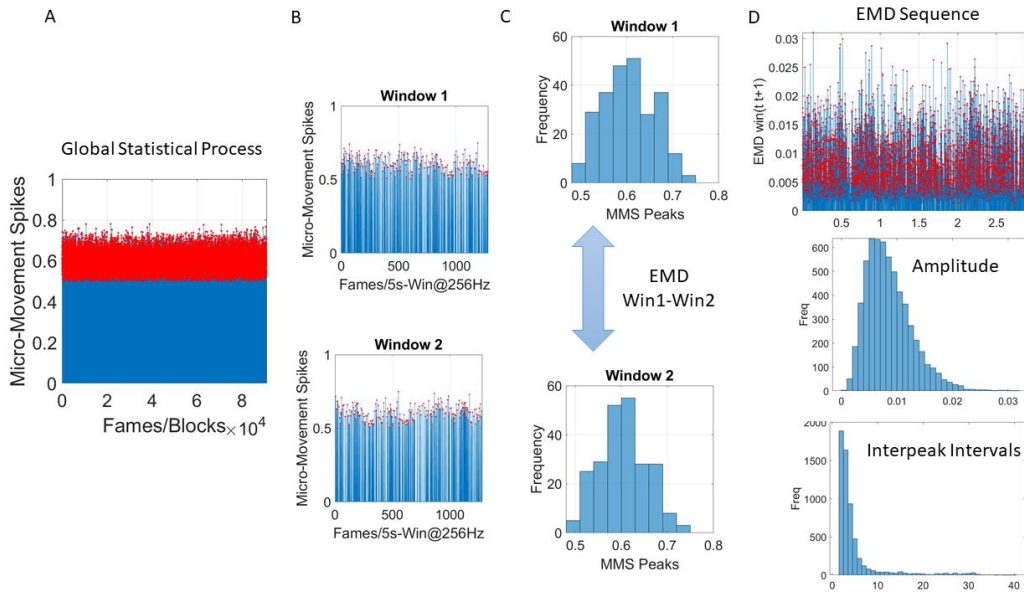 A
Global Statistical Process
Micro-Movement Spikes
1
0.8
0.6
0.4
0.2
0
0 2 4 6 8
Fames/Blocks ×10⁴
B
Window 1
Micro-Movement Spikes
1
0.5
0
0 500 1000
Fames/5s-Win@256Hz
Window 2
Micro-Movement Spikes
1
0.5
0
0 500 1000
Fames/5s-Win@256Hz
C
Window 1
Frequency
60
40
20
0
0.5 0.6 0.7 0.8
MMS Peaks
EMD
Win1-Win2
Window 2
Frequency
60
40
20
0
0.5 0.6 0.7 0.8
MMS Peaks
D
EMD Sequence
EMD win(t t+1)
0.03
0.025
0.02
0.015
0.01
0.005
0
0.5 1 1.5 2 2.5
Amplitude
Freq
600
500
400
300
200
100
0
0 0.01 0.02 0.03
Interpeak Intervals
Freq
2000
1500
1000
500
0
0 10 20 30 40